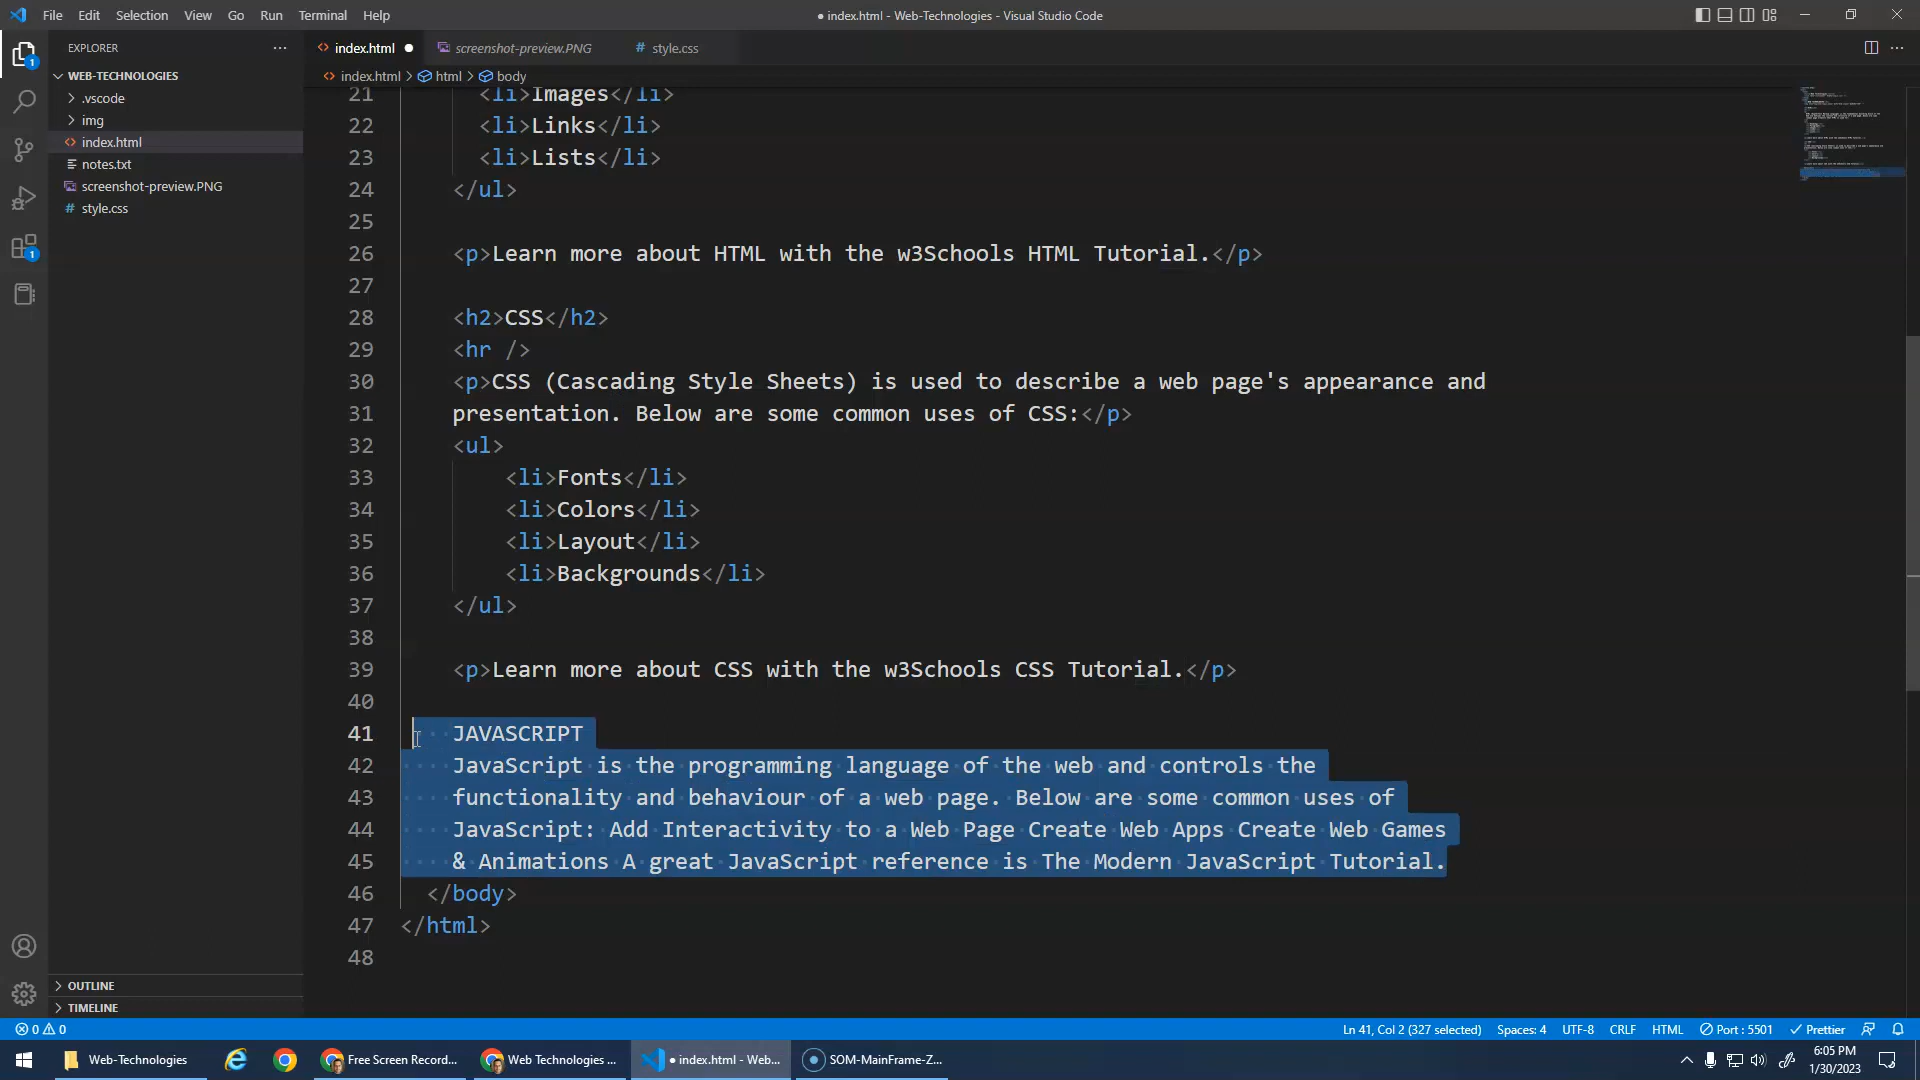 File Edit Selection View Go Run Terminal Help
● index.html - Web-Technologies - Visual Studio Code
EXPLORER
WEB-TECHNOLOGIES
.vscode
img
index.html
notes.txt
screenshot-preview.PNG
style.css
OUTLINE
TIMELINE
1
1
index.html screenshot-preview.PNG # style.css
index.html > html > body
21 <li>Images</li>
22 <li>Links</li>
23 <li>Lists</li>
24 </ul>
25
26 <p>Learn more about HTML with the w3Schools HTML Tutorial.</p>
27
28 <h2>CSS</h2>
29 <hr />
30 <p>CSS (Cascading Style Sheets) is used to describe a web page's appearance and
31 presentation. Below are some common uses of CSS:</p>
32 <ul>
33 <li>Fonts</li>
34 <li>Colors</li>
35 <li>Layout</li>
36 <li>Backgrounds</li>
37 </ul>
38
39 <p>Learn more about CSS with the w3Schools CSS Tutorial.</p>
40
41 JAVASCRIPT
42 JavaScript is the programming language of the web and controls the
43 functionality and behaviour of a web page. Below are some common uses of
44 JavaScript: Add Interactivity to a Web Page Create Web Apps Create Web Games
45 & Animations A great JavaScript reference is The Modern JavaScript Tutorial.
46 </body>
47 </html>
48
0 0 Ln 41, Col 2 (327 selected) Spaces: 4 UTF-8 CRLF HTML Port : 5501 Prettier
Web-Technologies Free Screen Record... Web Technologies ... ● index.html - Web... SOM-MainFrame-Z...
6:05 PM
1/30/2023